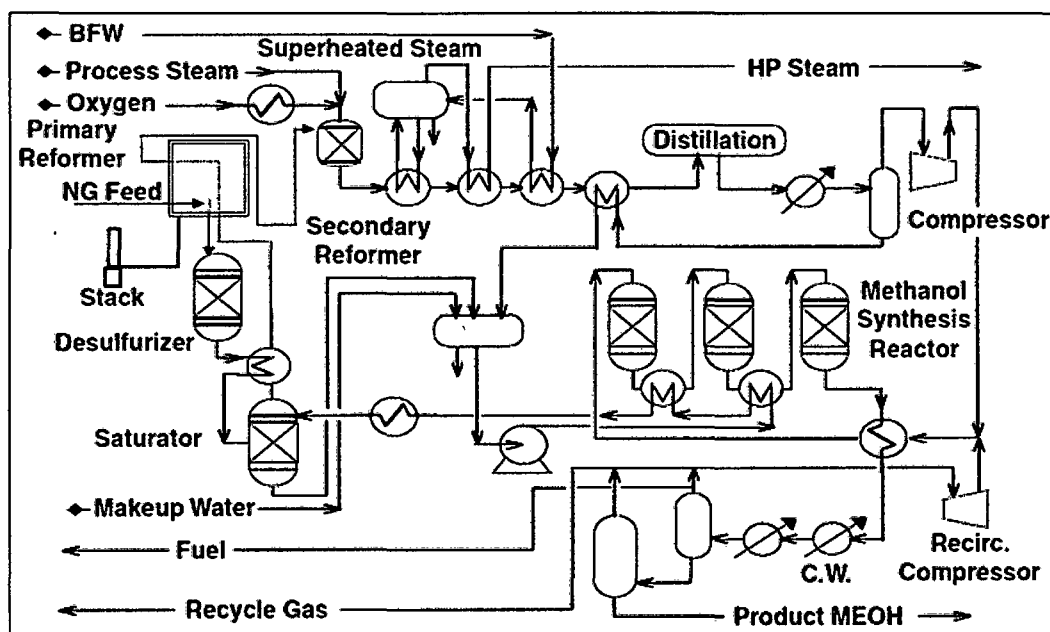 BFW
Superheated Steam
Process Steam
HP Steam
Oxygen
Primary
Reformer
Distillation
NG Feed
Compressor
Secondary
Reformer
Stack
Methanol
Synthesis
Reactor
Desulfurizer
Saturator
Makeup Water
Fuel
C.W.
Recirc.
Compressor
Recycle Gas
Product MEOH